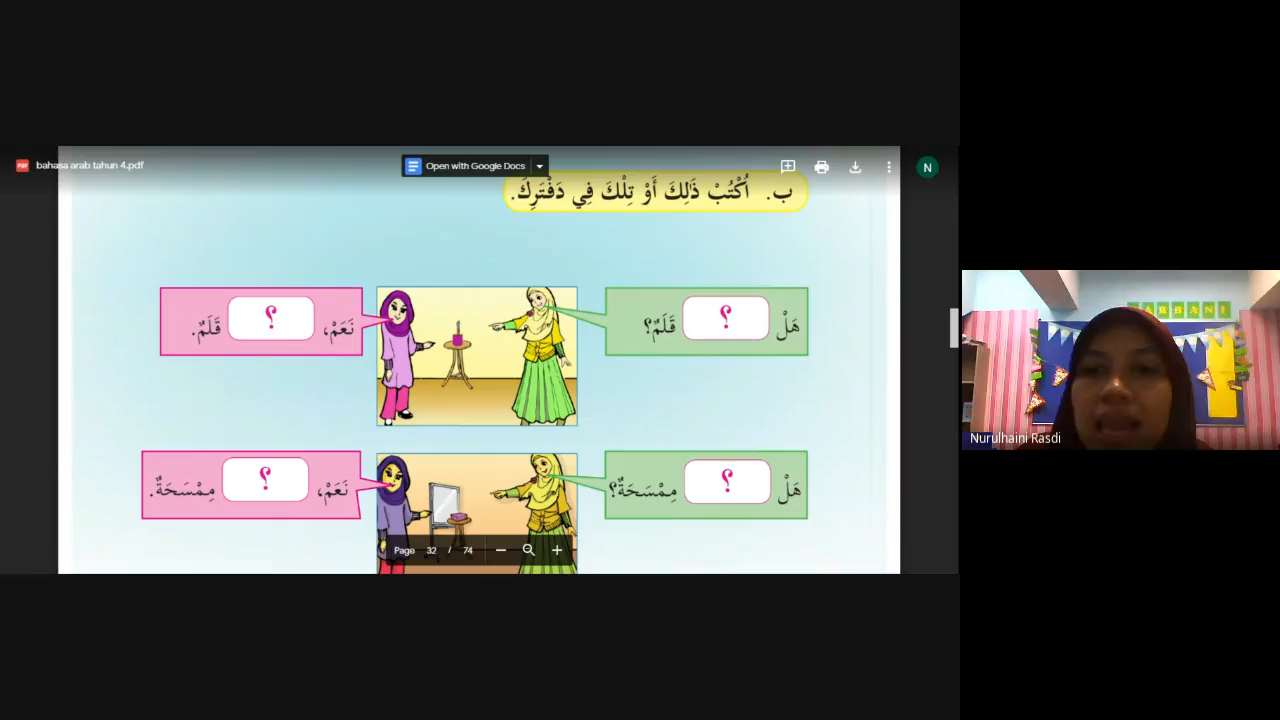 bahasa arab tahun 4.pdf
Open with Google Docs
N
ب. اُكْتُبْ ذَلِكَ أَوْ تِلْكَ فِي دَفْتَرِكَ.
هَلْ ؟ قَلَمٌ؟
نَعَمْ، ؟ قَلَمٌ.
هَلْ ؟ مِمْسَحَةٌ؟
نَعَمْ، ؟ مِمْسَحَةٌ.
Page 32 / 74
Nurulhaini Rasdi